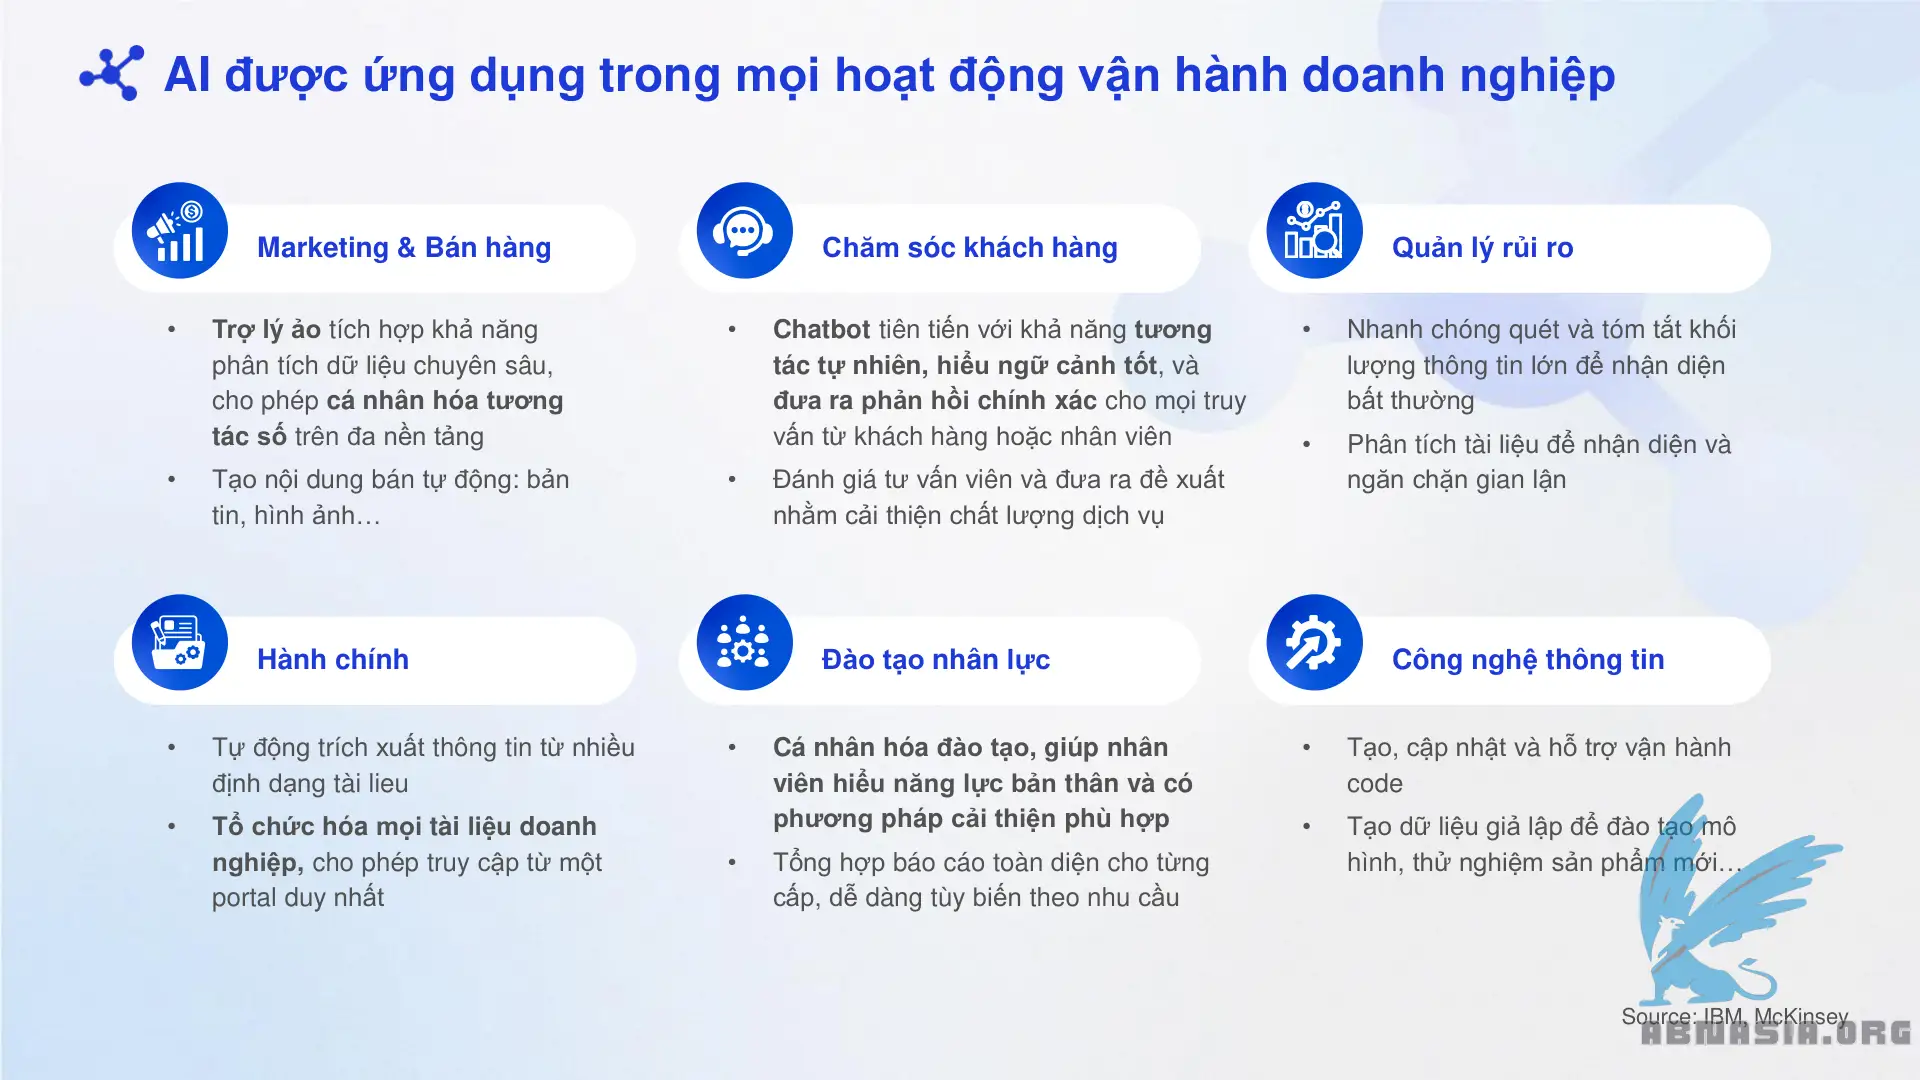 AI được ứng dụng trong mọi hoạt động vận hành doanh nghiệp
Marketing & Bán hàng
• Trợ lý ảo tích hợp khả năng
phân tích dữ liệu chuyên sâu,
cho phép cá nhân hóa tương
tác số trên đa nền tảng
• Tạo nội dung bán tự động: bản
tin, hình ảnh…
Chăm sóc khách hàng
• Chatbot tiên tiến với khả năng tương
tác tự nhiên, hiểu ngữ cảnh tốt, và
đưa ra phản hồi chính xác cho mọi truy
vấn từ khách hàng hoặc nhân viên
• Đánh giá tư vấn viên và đưa ra đề xuất
nhằm cải thiện chất lượng dịch vụ
Quản lý rủi ro
• Nhanh chóng quét và tóm tắt khối
lượng thông tin lớn để nhận diện
bất thường
• Phân tích tài liệu để nhận diện và
ngăn chặn gian lận
Hành chính
• Tự động trích xuất thông tin từ nhiều
định dạng tài lieu
• Tổ chức hóa mọi tài liệu doanh
nghiệp, cho phép truy cập từ một
portal duy nhất
Đào tạo nhân lực
• Cá nhân hóa đào tạo, giúp nhân
viên hiểu năng lực bản thân và có
phương pháp cải thiện phù hợp
• Tổng hợp báo cáo toàn diện cho từng
cấp, dễ dàng tùy biến theo nhu cầu
Công nghệ thông tin
• Tạo, cập nhật và hỗ trợ vận hành
code
• Tạo dữ liệu giả lập để đào tạo mô
hình, thử nghiệm sản phẩm mới…
Source: IBM, McKinsey
ABMASIA.ORG